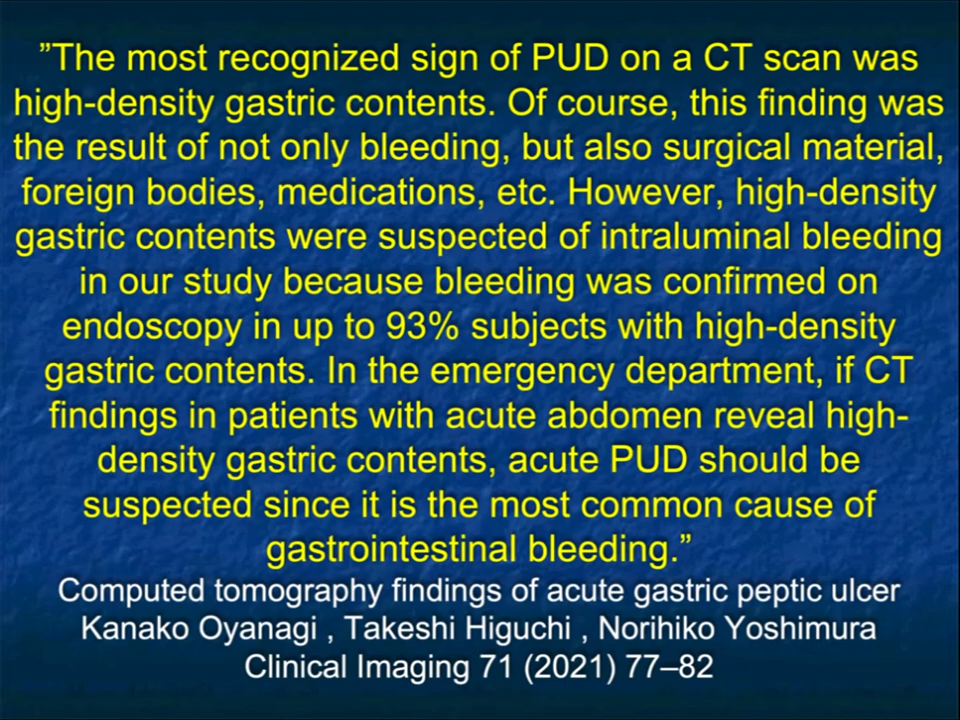 ”The most recognized sign of PUD on a CT scan was
high-density gastric contents. Of course, this finding was
the result of not only bleeding, but also surgical material,
foreign bodies, medications, etc. However, high-density
gastric contents were suspected of intraluminal bleeding
in our study because bleeding was confirmed on
endoscopy in up to 93% subjects with high-density
gastric contents. In the emergency department, if CT
findings in patients with acute abdomen reveal high-
density gastric contents, acute PUD should be
suspected since it is the most common cause of
gastrointestinal bleeding.”
Computed tomography findings of acute gastric peptic ulcer
Kanako Oyanagi , Takeshi Higuchi , Norihiko Yoshimura
Clinical Imaging 71 (2021) 77–82